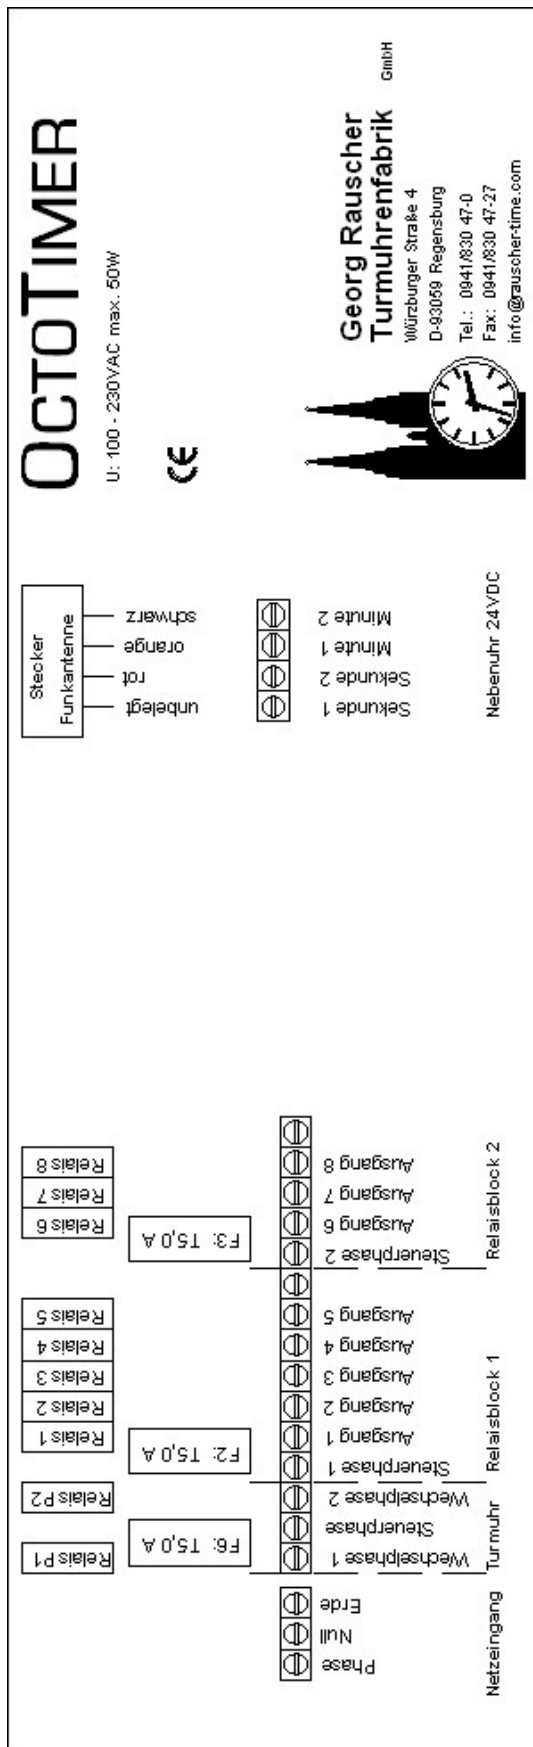 OCTOTIMER
U: 100 - 230VAC max. 50W
CE
Georg Rauscher
Turmuhrenfabrik GmbH
Würzburger Straße 4
D-93059 Regensburg
Tel.: 0941/830 47-0
Fax: 0941/830 47-27
info@rauscher-time.com
Stecker
Funkantenne
schwarz
orange
rot
unbelegt
Minute 2
Minute 1
Sekunde 2
Sekunde 1
Nebenuhr 24VDC
Relais 8
Relais 7
Relais 6
F3: T5,0 A
Ausgang 8
Ausgang 7
Ausgang 6
Steuerphase 2
Relaisblock 2
Relais 5
Relais 4
Relais 3
Relais 2
Relais 1
F2: T5,0 A
Ausgang 5
Ausgang 4
Ausgang 3
Ausgang 2
Ausgang 1
Steuerphase 1
Relaisblock 1
Relais P2
Relais P1
F6: T5,0 A
Wechselphase 2
Steuerphase
Wechselphase 1
Turmuhr
Erde
Null
Phase
Netzeingang